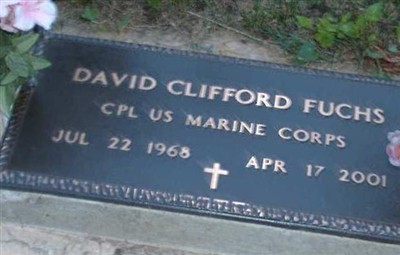 DAVID CLIFFORD FUCHS
CPL US MARINE CORPS
JUL 22 1968 APR 17 2001